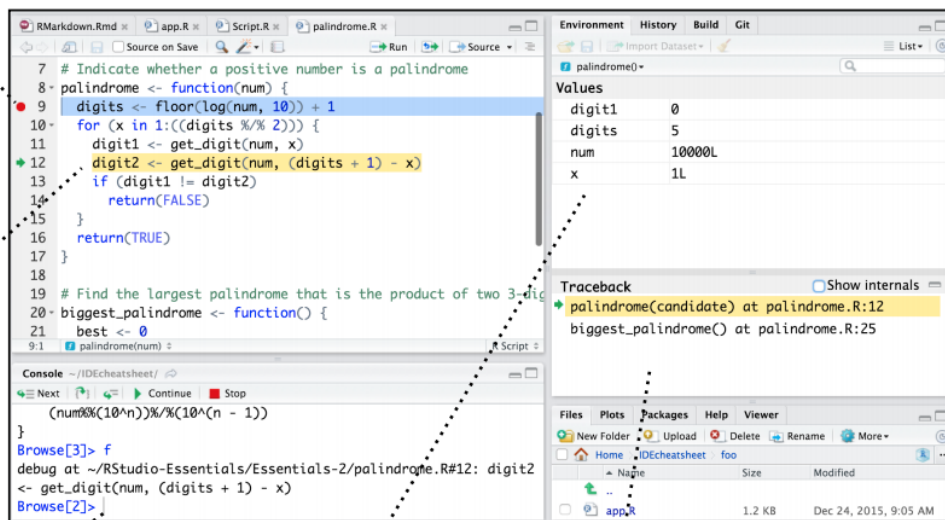 RMarkdown.Rmd × app.R × Script.R × palindrome.R ×
Source on Save Run Source
7 # Indicate whether a positive number is a palindrome
8 palindrome <- function(num) {
9 digits <- floor(log(num, 10)) + 1
10 for (x in 1:((digits %/% 2))) {
11 digit1 <- get_digit(num, x)
12 digit2 <- get_digit(num, (digits + 1) - x)
13 if (digit1 != digit2)
14 return(FALSE)
15 }
16 return(TRUE)
17 }
18
19 # Find the largest palindrome that is the product of two 3-dig
20 biggest_palindrome <- function() {
21 best <- 0
9:1 palindrome(num) R Script
Console ~/IDEcheatsheet/
Next Continue Stop
(num%%(10^n))%/%(10^(n - 1))
}
Browse[3]> f
debug at ~/RStudio-Essentials/Essentials-2/palindrome.R#12: digit2
<- get_digit(num, (digits + 1) - x)
Browse[2]>
Environment History Build Git
Import Dataset List
palindrome()
Values
digit1 0
digits 5
num 10000L
x 1L
Traceback Show internals
palindrome(candidate) at palindrome.R:12
biggest_palindrome() at palindrome.R:25
Files Plots Packages Help Viewer
New Folder Upload Delete Rename More
Home IDEcheatsheet foo
Name Size Modified
..
app.R 1.2 KB Dec 24, 2015, 9:05 AM